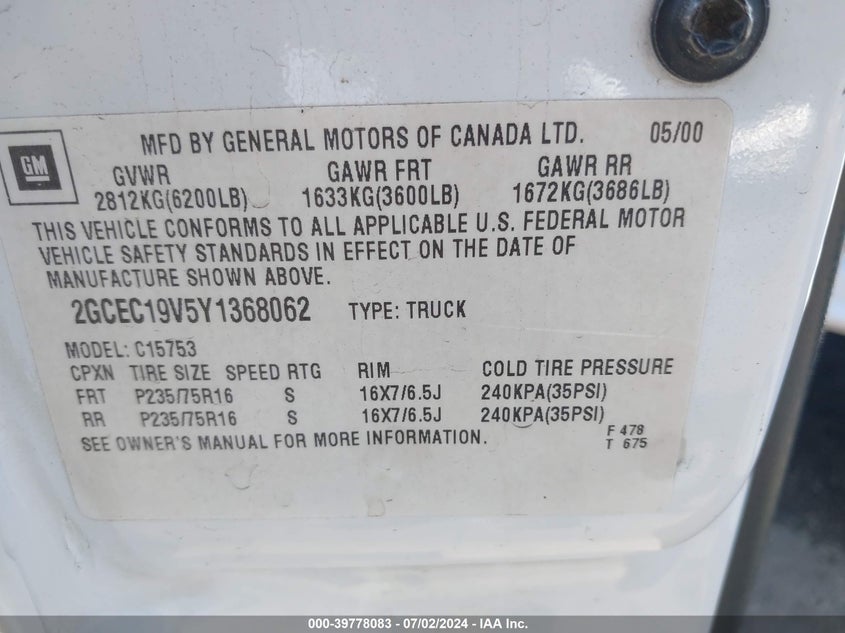 MFD BY GENERAL MOTORS OF CANADA LTD. 05/00
GM
GVWR GAWR FRT GAWR RR
2812KG(6200LB) 1633KG(3600LB) 1672KG(3686LB)
THIS VEHICLE CONFORMS TO ALL APPLICABLE U.S. FEDERAL MOTOR
VEHICLE SAFETY STANDARDS IN EFFECT ON THE DATE OF
MANUFACTURE SHOWN ABOVE.
2GCEC19V5Y1368062 TYPE: TRUCK
MODEL: C15753
CPXN TIRE SIZE SPEED RTG RIM COLD TIRE PRESSURE
FRT P235/75R16 S 16X7/6.5J 240KPA(35PSI)
RR P235/75R16 S 16X7/6.5J 240KPA(35PSI)
SEE OWNER'S MANUAL FOR MORE INFORMATION.
F 478
T 675
000-39778083 - 07/02/2024 - IAA Inc.